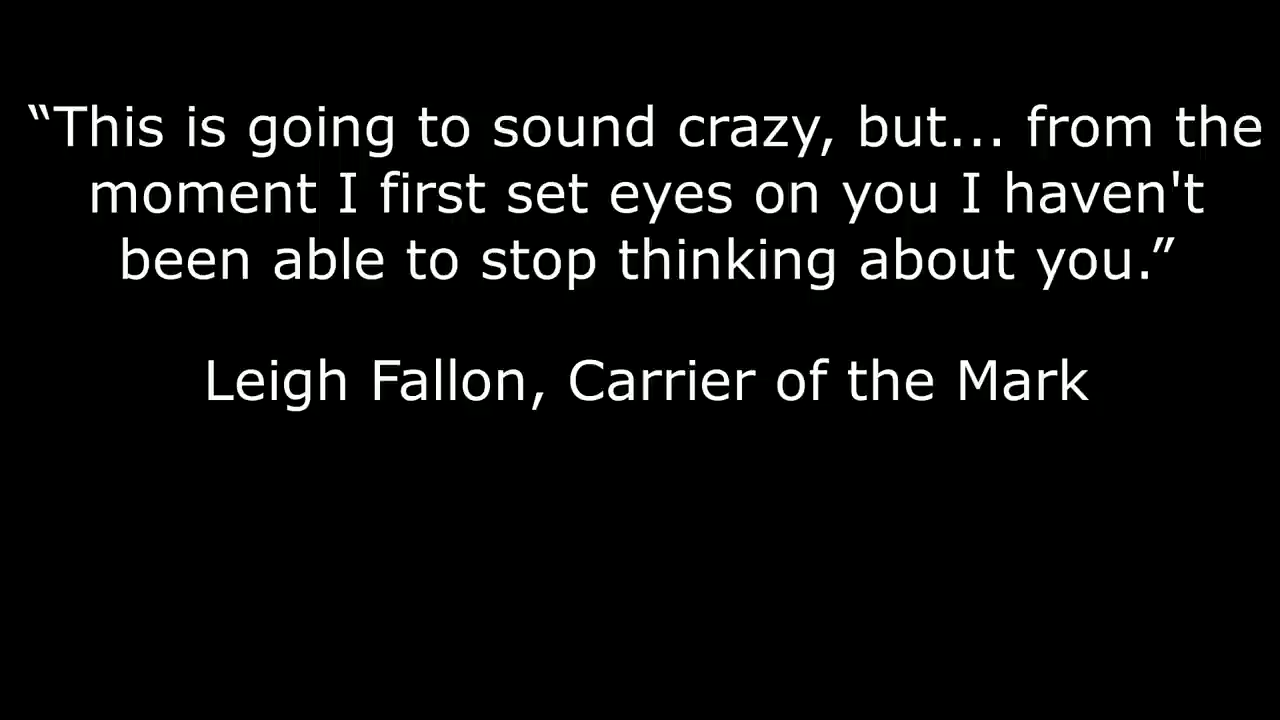 “This is going to sound crazy, but... from the
moment I first set eyes on you I haven't
been able to stop thinking about you.”
Leigh Fallon, Carrier of the Mark